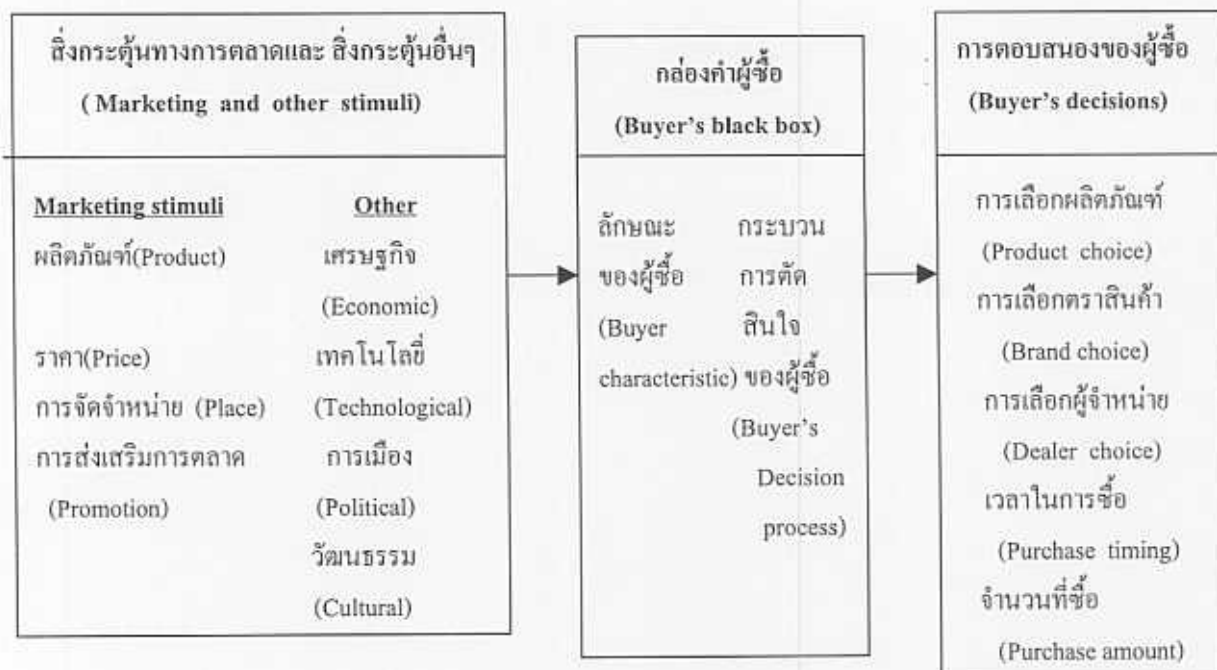 สิ่งกระตุ้นทางการตลาดและ สิ่งกระตุ้นอื่นๆ
( Marketing and other stimuli)
Marketing stimuli Other
ผลิตภัณฑ์(Product) เศรษฐกิจ
(Economic)
ราคา(Price) เทคโนโลยี่
การจัดจำหน่าย (Place) (Technological)
การส่งเสริมการตลาด การเมือง
(Promotion) (Political)
วัฒนธรรม
(Cultural)
กล่องคำผู้ซื้อ
(Buyer’s black box)
ลักษณะ กระบวน
ของผู้ซื้อ การตัด
(Buyer สินใจ
characteristic) ของผู้ซื้อ
(Buyer’s
Decision
process)
การตอบสนองของผู้ซื้อ
(Buyer’s decisions)
การเลือกผลิตภัณฑ์
(Product choice)
การเลือกตราสินค้า
(Brand choice)
การเลือกผู้จำหน่าย
(Dealer choice)
เวลาในการซื้อ
(Purchase timing)
จำนวนที่ซื้อ
(Purchase amount)